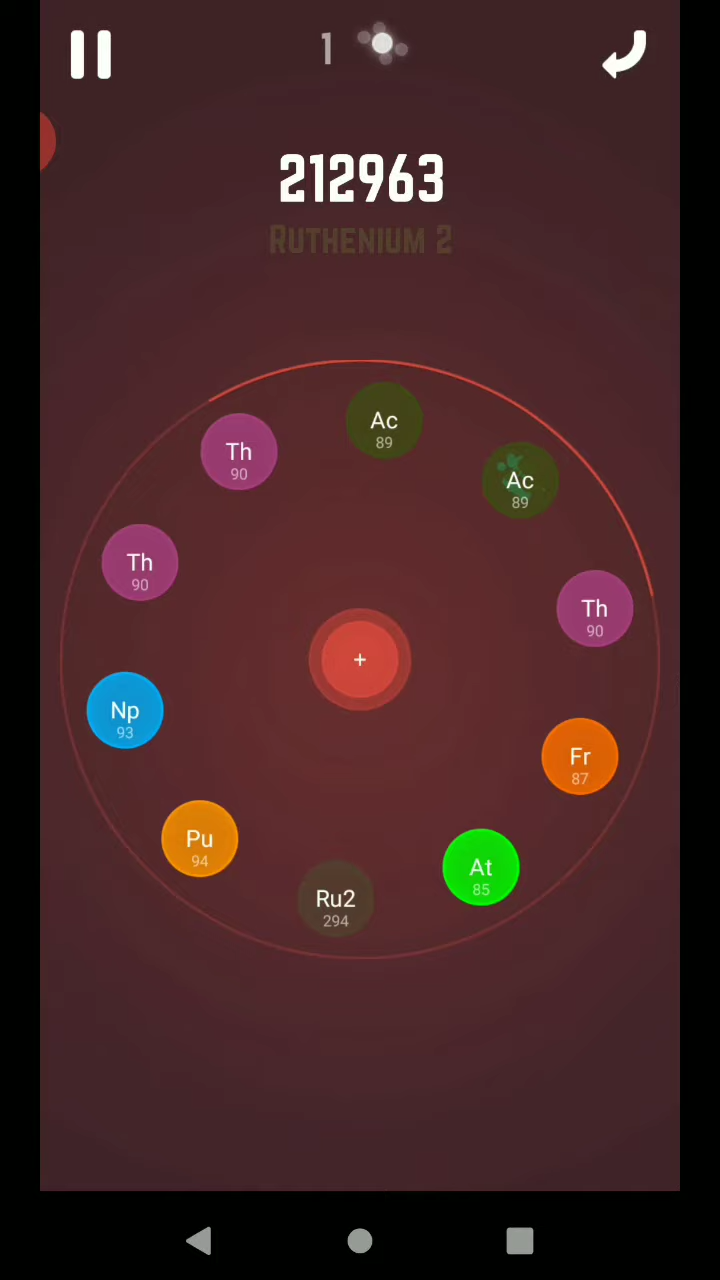 1
212963
Ruthenium 2
Ac
89
Th
90
Ac
89
Th
90
Th
90
+
Np
93
Fr
87
Pu
94
At
85
Ru2
294